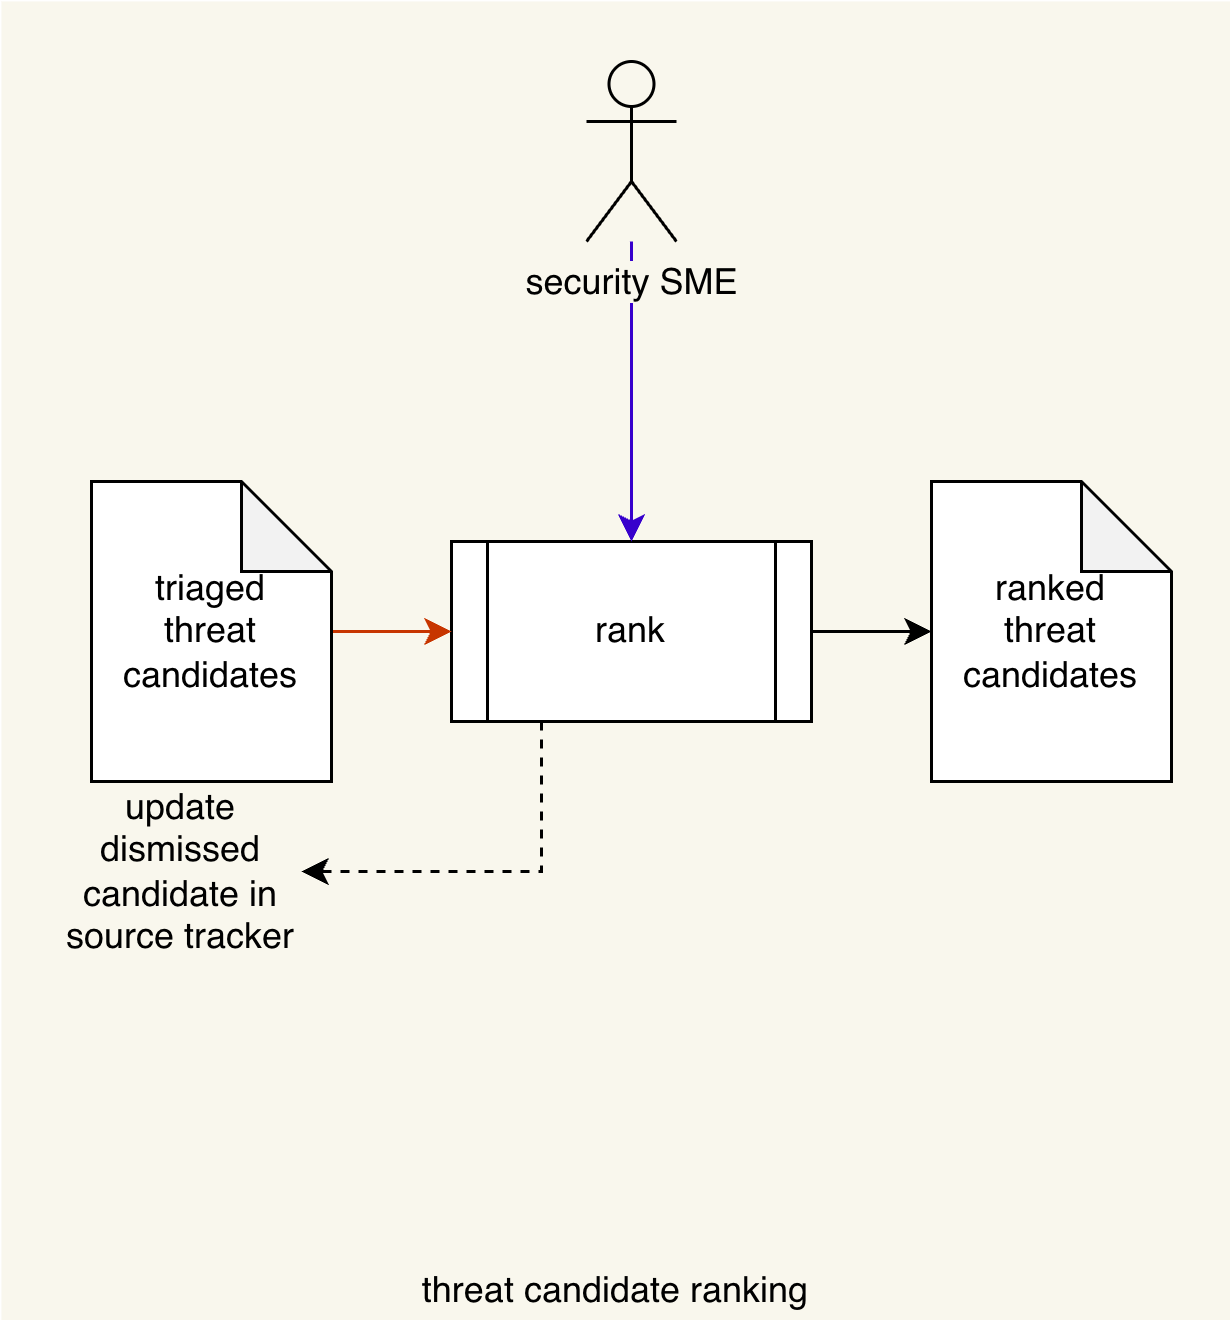 security SME
triaged
threat
candidates
rank
ranked
threat
candidates
update
dismissed
candidate in
source tracker
threat candidate ranking